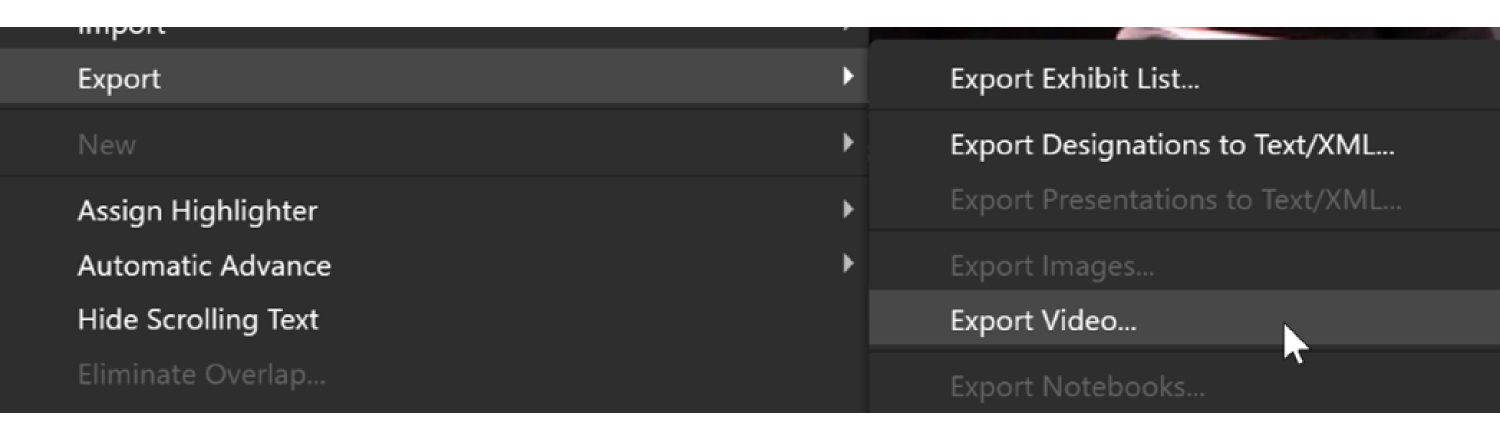 Import
Export
New
Assign Highlighter
Automatic Advance
Hide Scrolling Text
Eliminate Overlap...
Export Exhibit List...
Export Designations to Text/XML...
Export Presentations to Text/XML...
Export Images...
Export Video...
Export Notebooks...